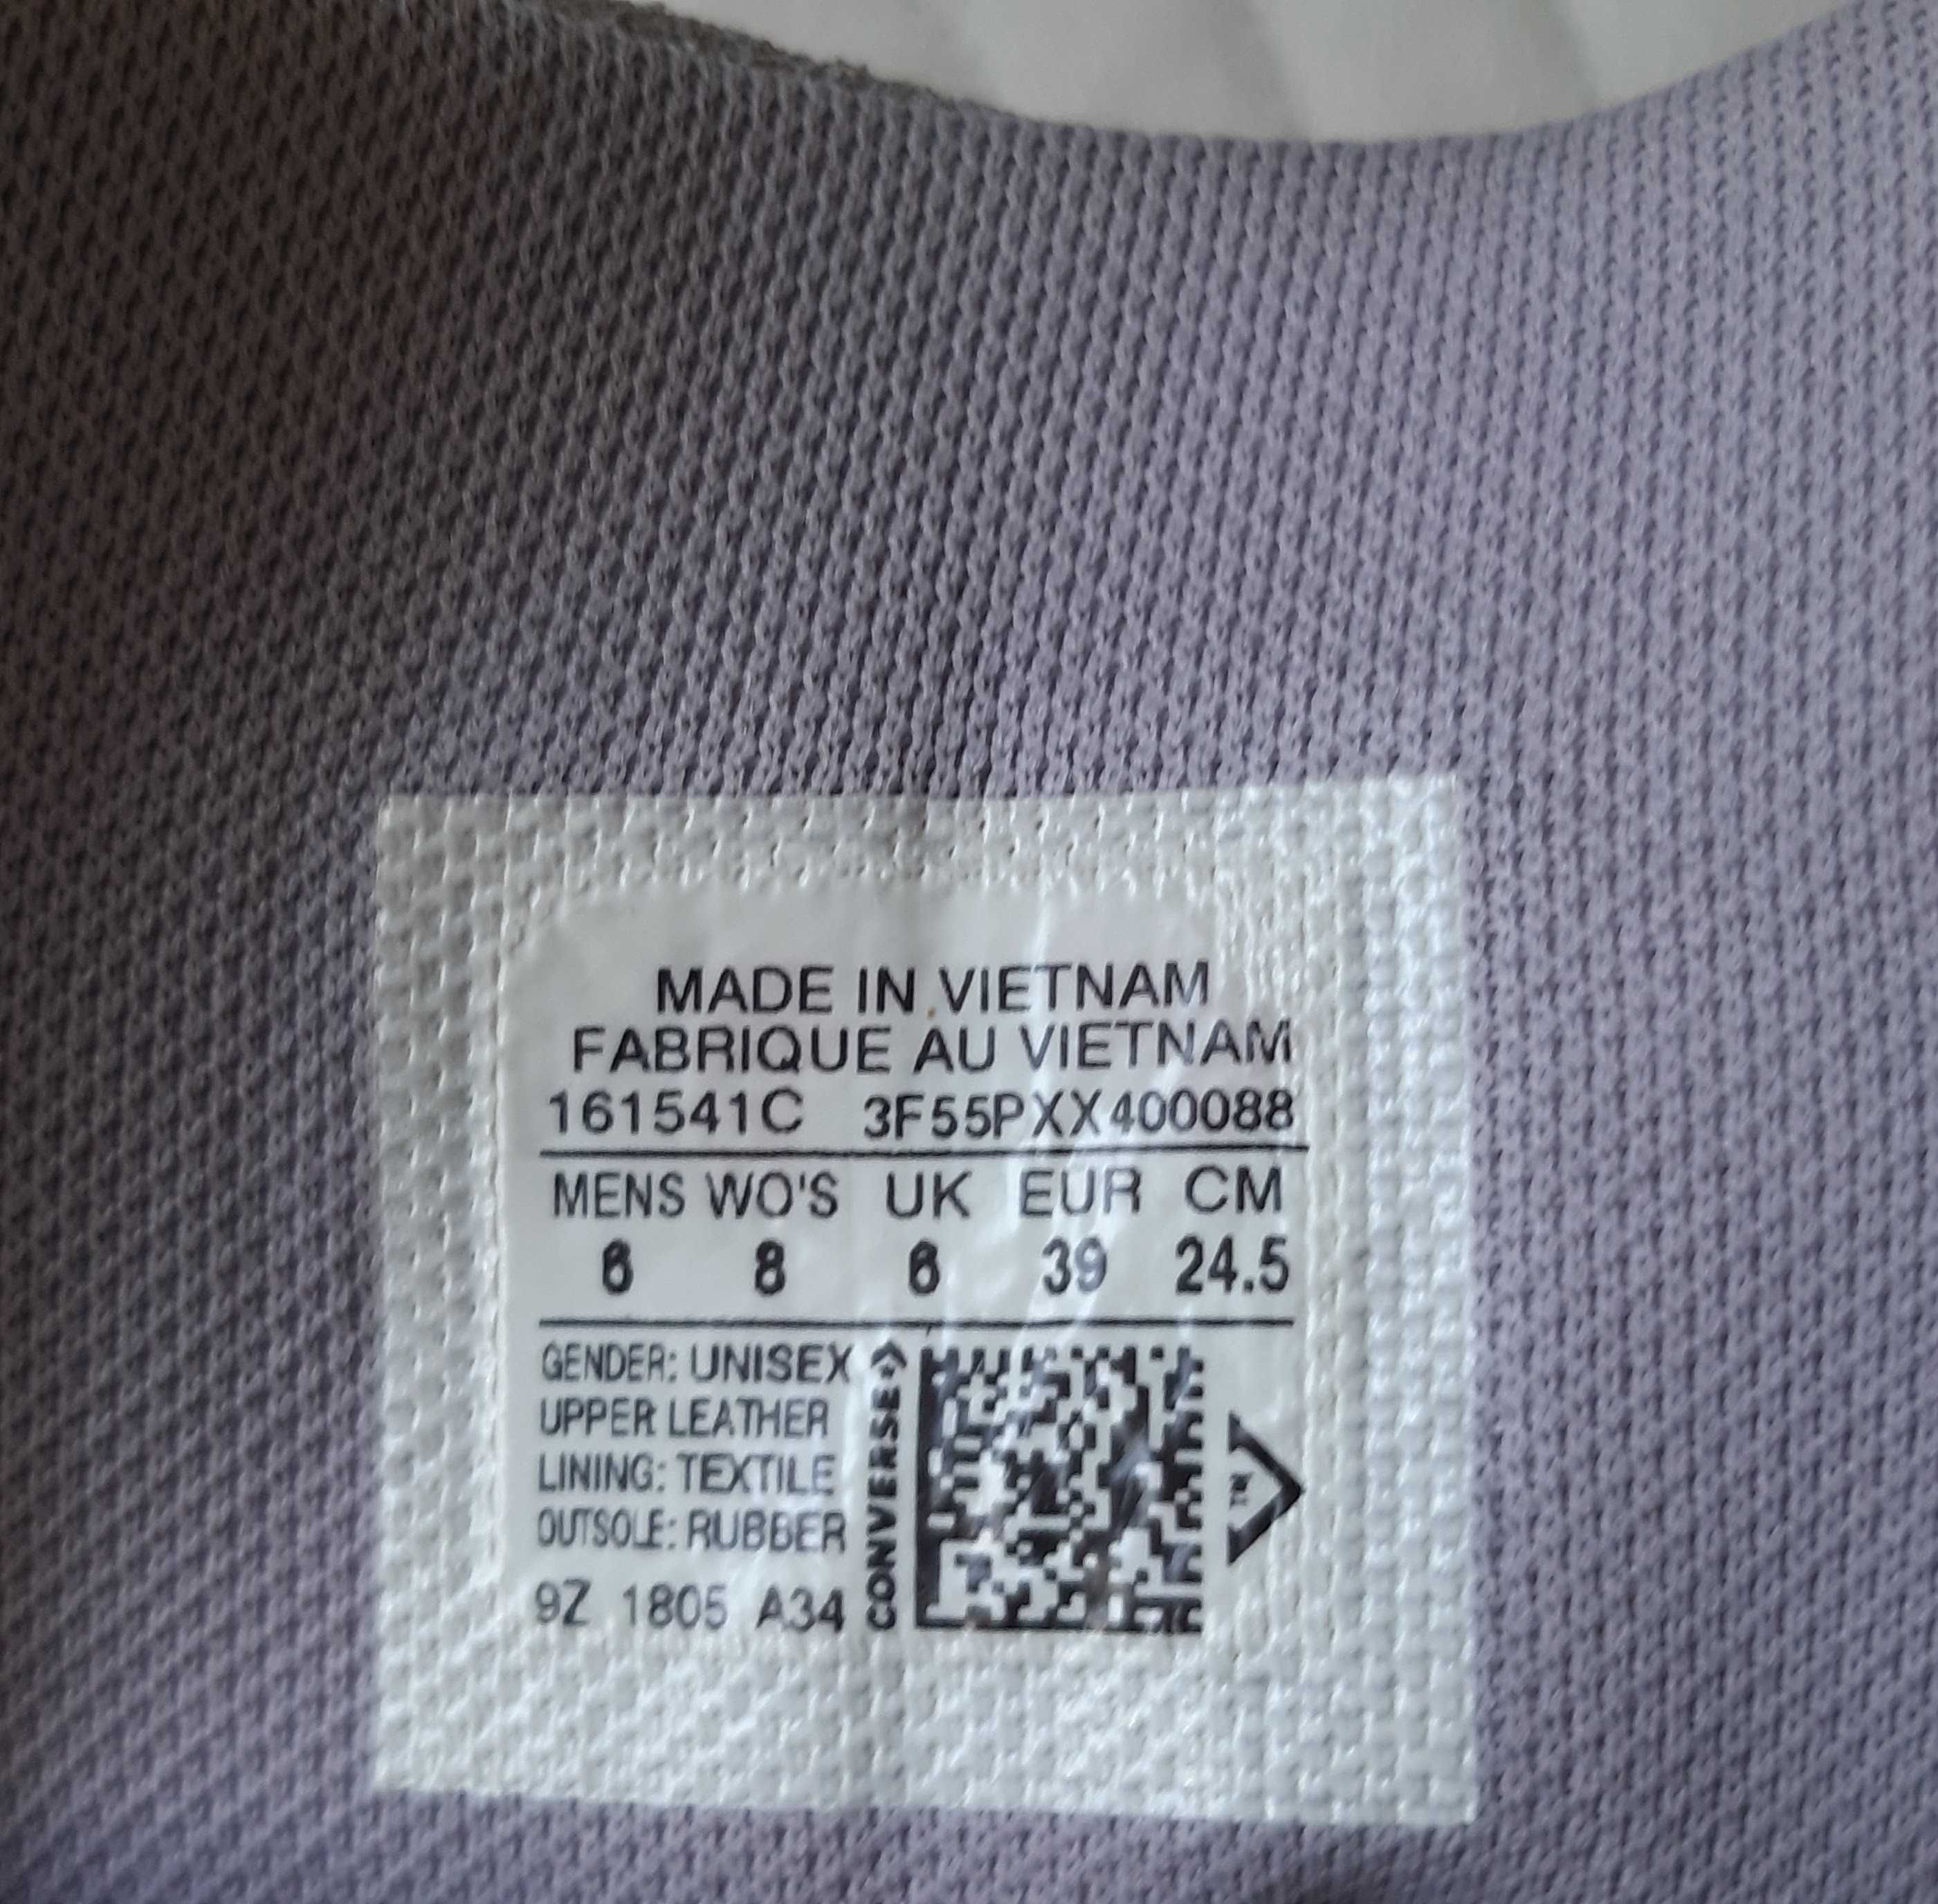 MADE IN VIETNAM
FABRIQUE AU VIETNAM
161541C 3F55PXX400088
MENS WO'S UK EUR CM
6 8 6 39 24.5
GENDER: UNISEX
UPPER LEATHER
LINING: TEXTILE
OUTSOLE: RUBBER
9Z 1805 A34
CONVERSE
TM